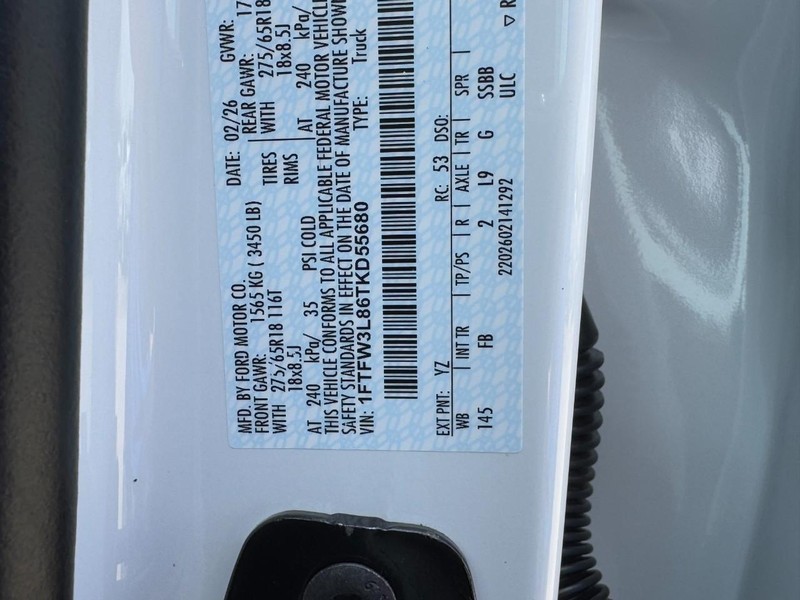 MFD. BY FORD MOTOR CO.
DATE: 02/26 GVWR: 17
FRONT GAWR: 1565 KG ( 3450 LB) REAR GAWR:
WITH 275/65R18 116T TIRES WITH 275/65R18
18x8.5J RIMS 18x8.5J
AT 240 kPa/ 35 PSI COLD AT 240 kPa/
THIS VEHICLE CONFORMS TO ALL APPLICABLE FEDERAL MOTOR VEHICLE
SAFETY STANDARDS IN EFFECT ON THE DATE OF MANUFACTURE SHOWN
VIN: 1FTFW3L86TKD55680 TYPE: Truck
EXT PNT: YZ RC: 53 DSO:
WB INT TR TP/PS R AXLE TR SPR
145 FB 2 L9 G SSBB
2202602141292 ULC
▽ R